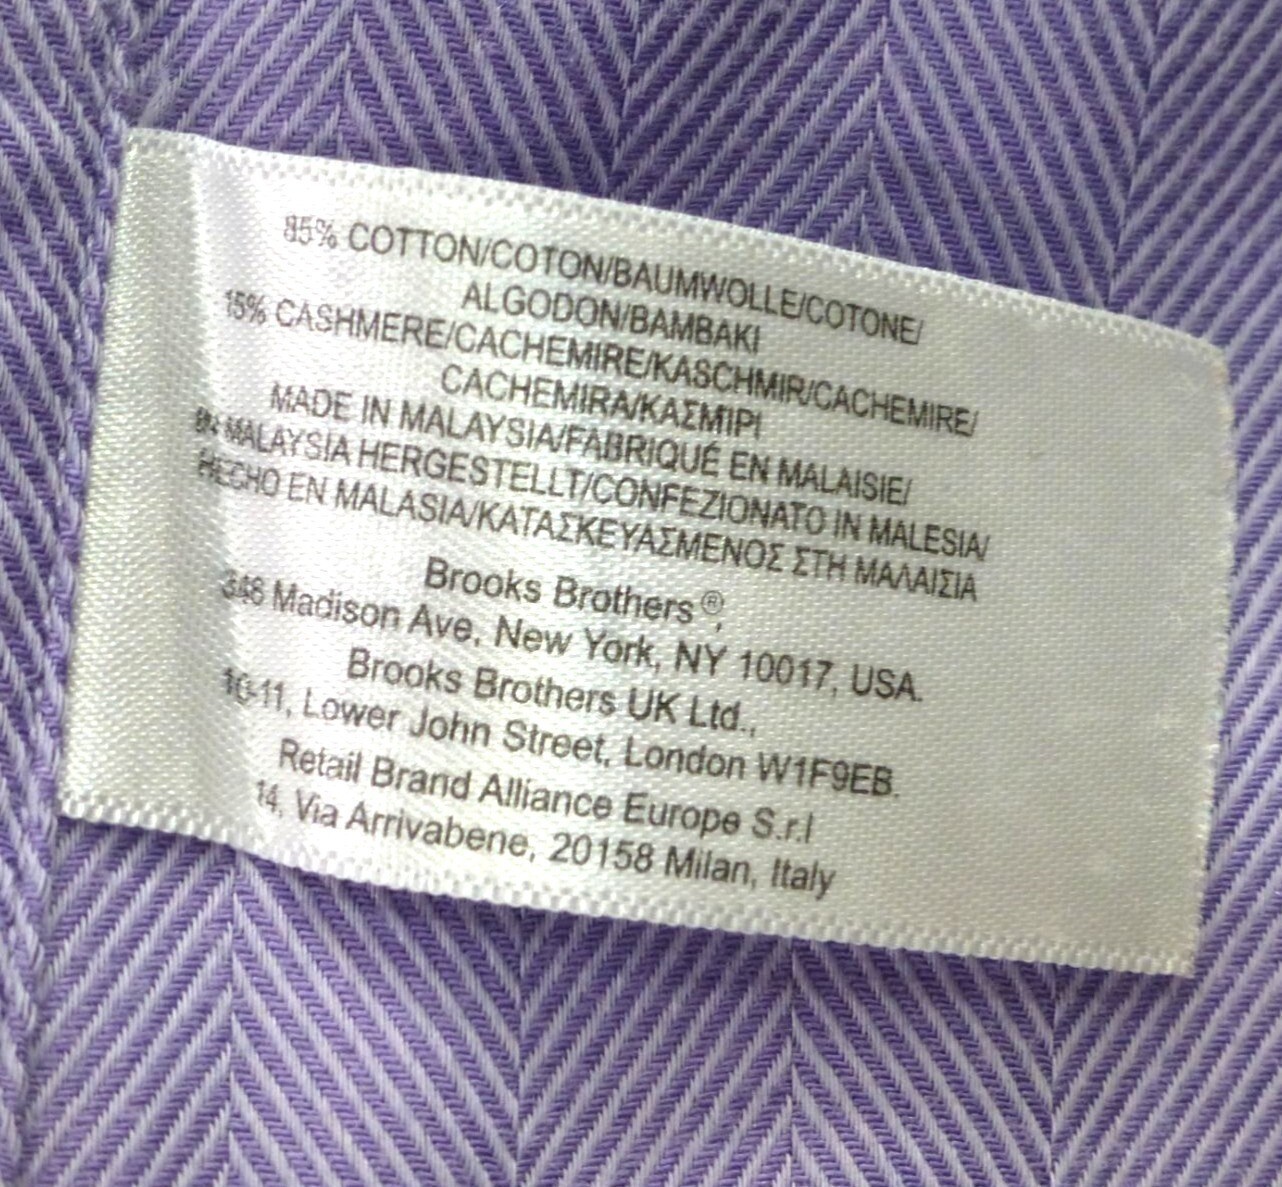 85% COTTON/COTON/BAUMWOLLE/COTONE/
ALGODON/BAMBAKI
15% CASHMERE/CACHEMIRE/KASCHMIR/CACHEMIRE/
CACHEMIRA/ΚΑΣΜΙΡΙ
MADE IN MALAYSIA/FABRIQUÉ EN MALAISIE/
IN MALAYSIA HERGESTELLT/CONFEZIONATO IN MALESIA/
HECHO EN MALASIA/ΚΑΤΑΣΚΕΥΑΣΜΕΝΟΣ ΣΤΗ ΜΑΛΑΙΣΙΑ
Brooks Brothers®,
346 Madison Ave, New York, NY 10017, USA.
Brooks Brothers UK Ltd.,
10-11, Lower John Street, London W1F9EB.
Retail Brand Alliance Europe S.r.l
14, Via Arrivabene, 20158 Milan, Italy